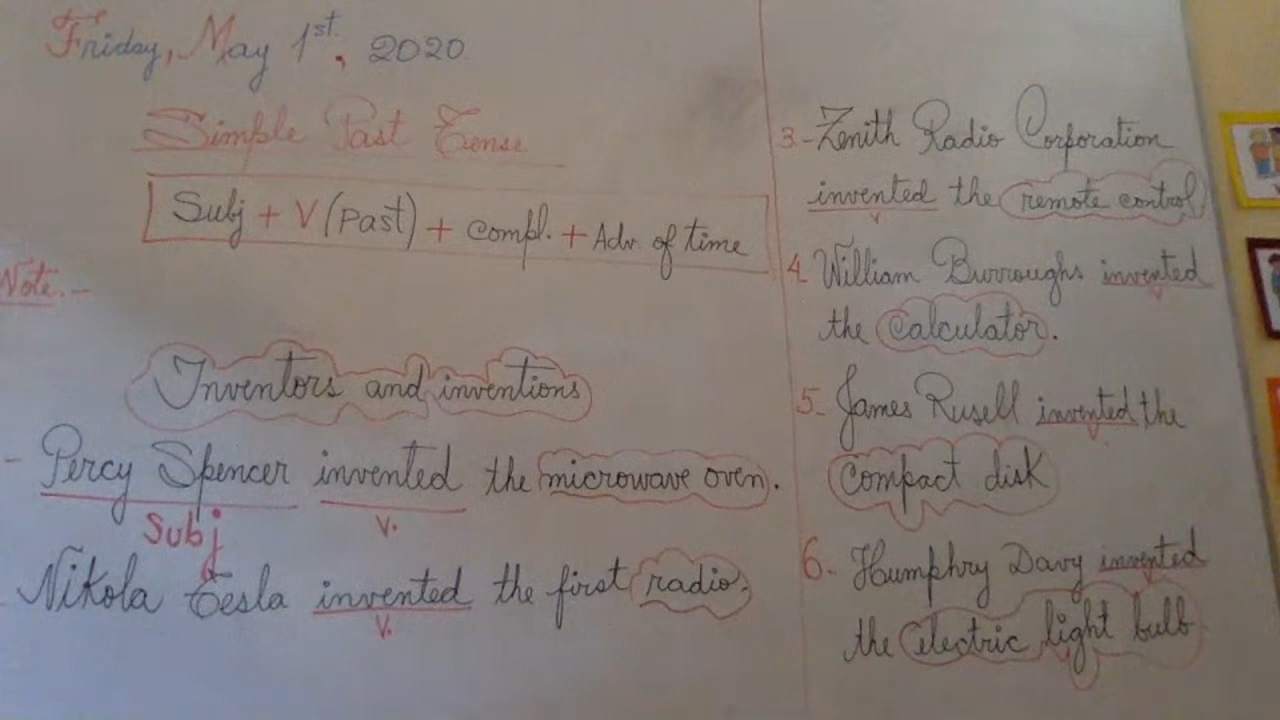 Friday, May 1st, 2020
Simple Past Tense
Subj + V (Past) + Compl. + Adv. of time
Note.-
Inventors and inventions
- Percy Spencer invented the microwave oven.
Subj V.
Nikola Tesla invented the first radio.
V.
3.- Zenith Radio Corporation
invented the remote control
v
4. William Burroughs invented
the calculator.
5.- James Rusell invented the
compact disk
6.- Humphry Davy invented
the electric light bulb